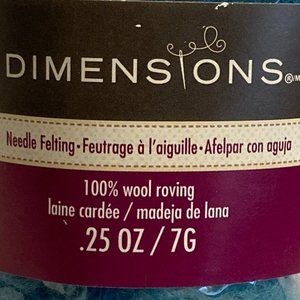 DIMENSIONS®/M
Needle Felting•Feutrage à l'aiguille•Afelpar con aguja
100% wool roving
laine cardée / madeja de lana
.25 OZ / 7G